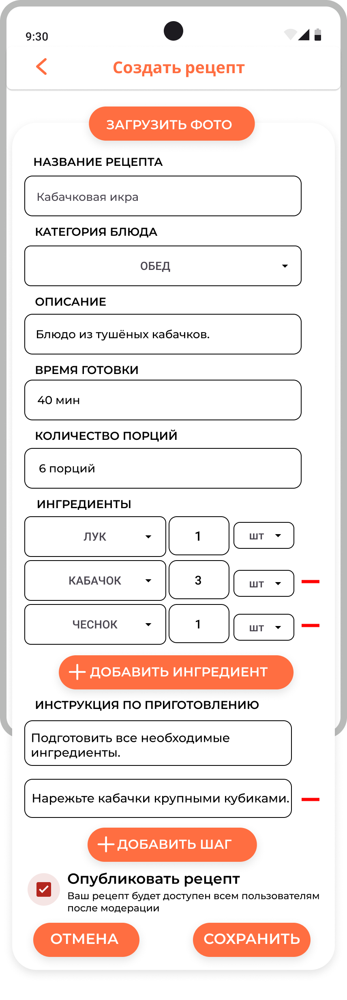 9:30
Создать рецепт
ЗАГРУЗИТЬ ФОТО
НАЗВАНИЕ РЕЦЕПТА
Кабачковая икра
КАТЕГОРИЯ БЛЮДА
ОБЕД
ОПИСАНИЕ
Блюдо из тушёных кабачков.
ВРЕМЯ ГОТОВКИ
40 мин
КОЛИЧЕСТВО ПОРЦИЙ
6 порций
ИНГРЕДИЕНТЫ
ЛУК 1 шт
КАБАЧОК 3 шт
ЧЕСНОК 1 шт
ДОБАВИТЬ ИНГРЕДИЕНТ
ИНСТРУКЦИЯ ПО ПРИГОТОВЛЕНИЮ
Подготовить все необходимые
ингредиенты.
Нарежьте кабачки крупными кубиками.
ДОБАВИТЬ ШАГ
Опубликовать рецепт
Ваш рецепт будет доступен всем пользователям
после модерации
ОТМЕНА СОХРАНИТЬ